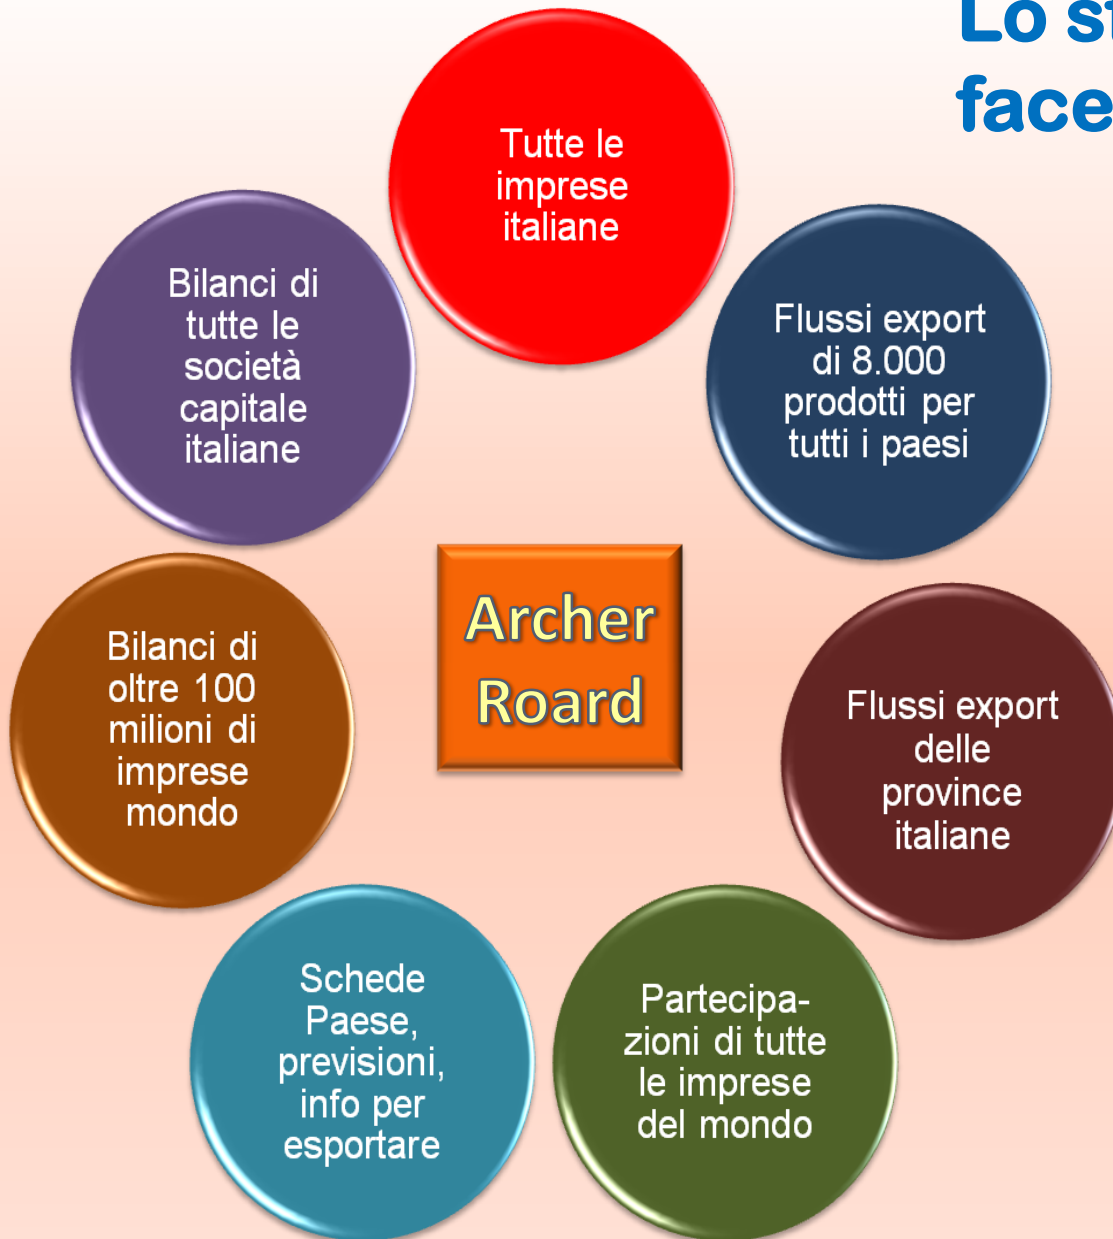 Lo
face
Tutte le
imprese
italiane
Flussi export
di 8.000
prodotti per
tutti i paesi
Flussi export
delle
province
italiane
Partecipa-
zioni di tutte
le imprese
del mondo
Schede
Paese,
previsioni,
info per
esportare
Bilanci di
oltre 100
milioni di
imprese
mondo
Bilanci di
tutte le
società
capitale
italiane
Archer
Roard